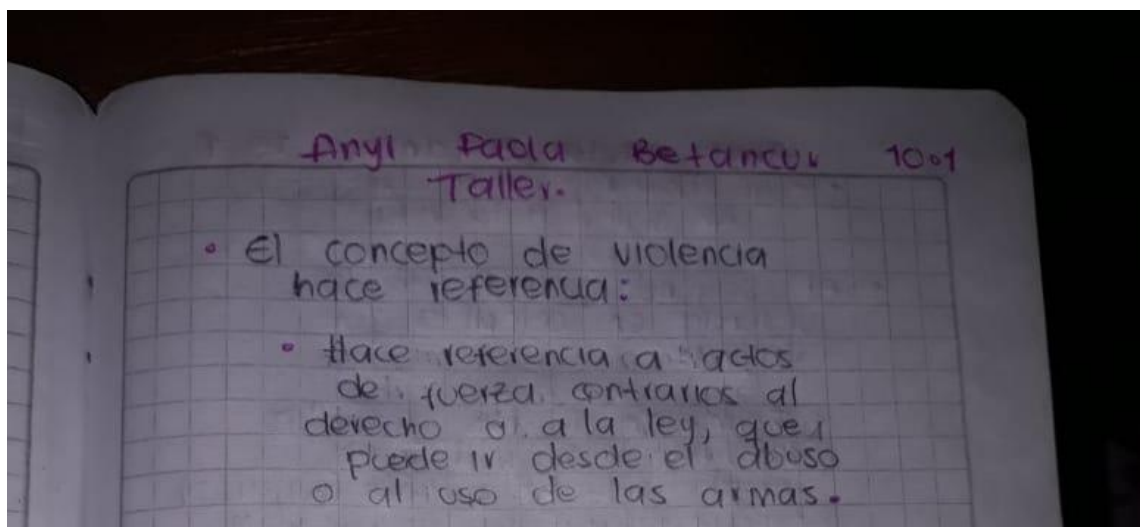 Anyi Paola Betancur 1001
Taller.
• El concepto de violencia
hace referencia:
• Hace referencia a actos
de fuerza contrarios al
derecho o a la ley, que
puede ir desde el abuso
o al uso de las armas.